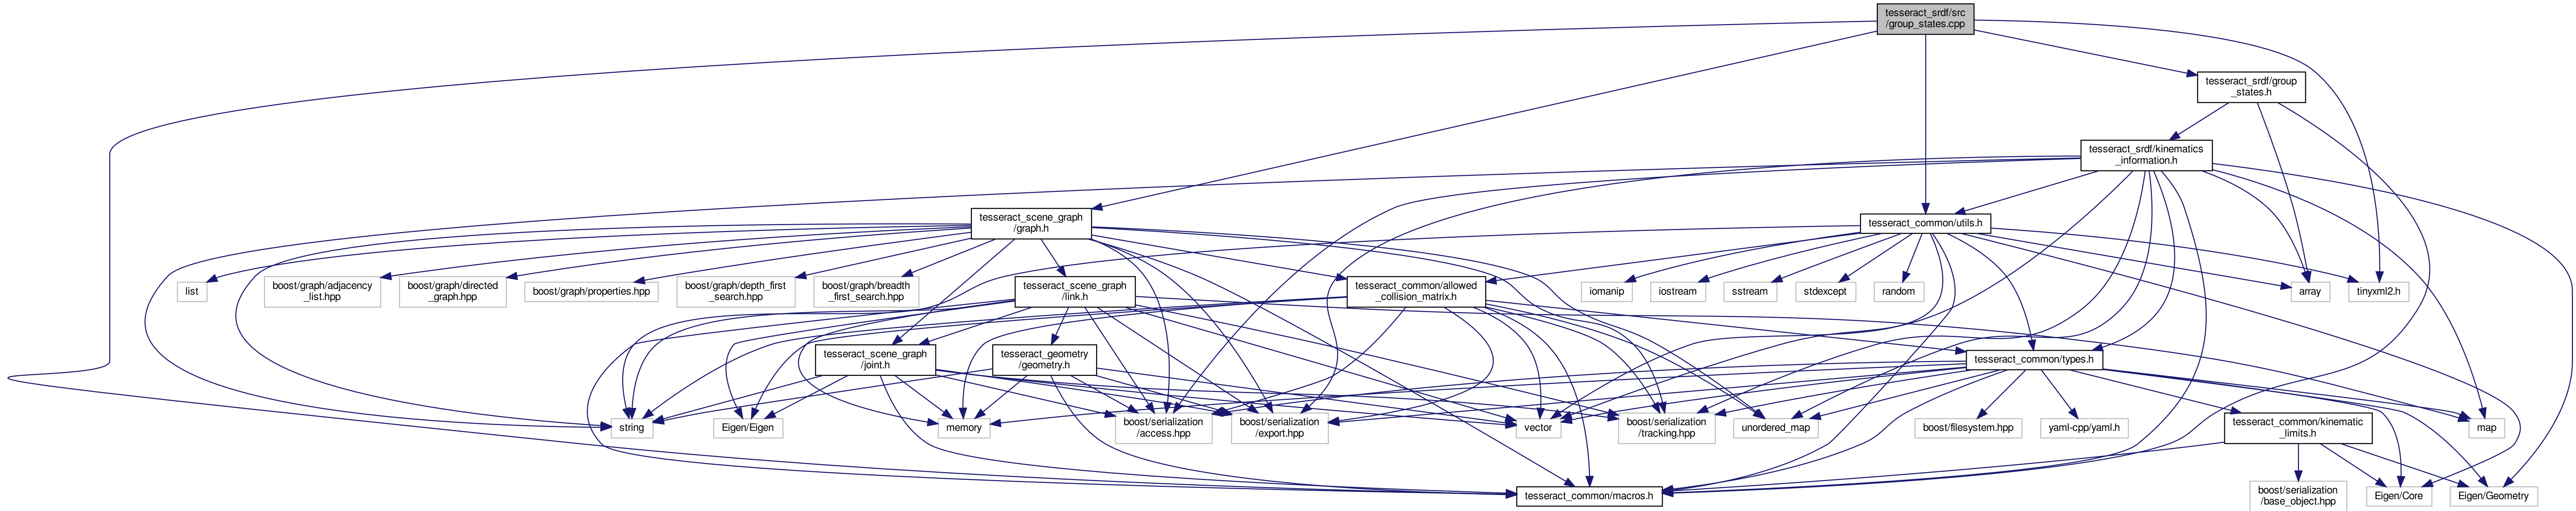 tesseract_srdf/src
/group_states.cpp
tesseract_srdf/group
_states.h
tesseract_srdf/kinematics
_information.h
tesseract_scene_graph
/graph.h
tesseract_common/utils.h
list
boost/graph/adjacency
_list.hpp
boost/graph/directed
_graph.hpp
boost/graph/properties.hpp
boost/graph/depth_first
_search.hpp
boost/graph/breadth
_first_search.hpp
tesseract_scene_graph
/link.h
tesseract_common/allowed
_collision_matrix.h
iomanip
iostream
sstream
stdexcept
random
array
tinyxml2.h
tesseract_scene_graph
/joint.h
tesseract_geometry
/geometry.h
tesseract_common/types.h
string
Eigen/Eigen
memory
boost/serialization
/access.hpp
boost/serialization
/export.hpp
vector
boost/serialization
/tracking.hpp
unordered_map
boost/filesystem.hpp
yaml-cpp/yaml.h
tesseract_common/kinematic
_limits.h
map
tesseract_common/macros.h
boost/serialization
/base_object.hpp
Eigen/Core
Eigen/Geometry